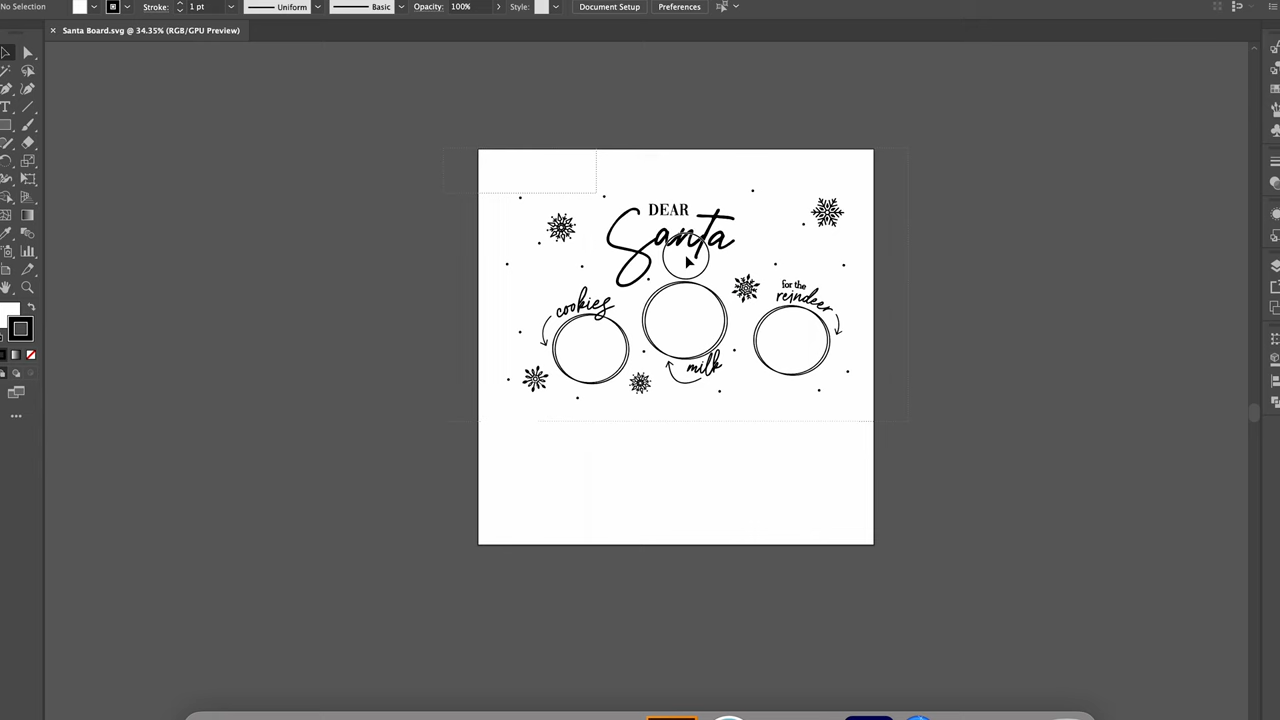 No Selection Stroke: 1 pt Uniform Basic Opacity: 100% Style: Document Setup Preferences
× Santa Board.svg @ 34.35% (RGB/GPU Preview)
DEAR
Santa
cookies
for the
reindeer
milk